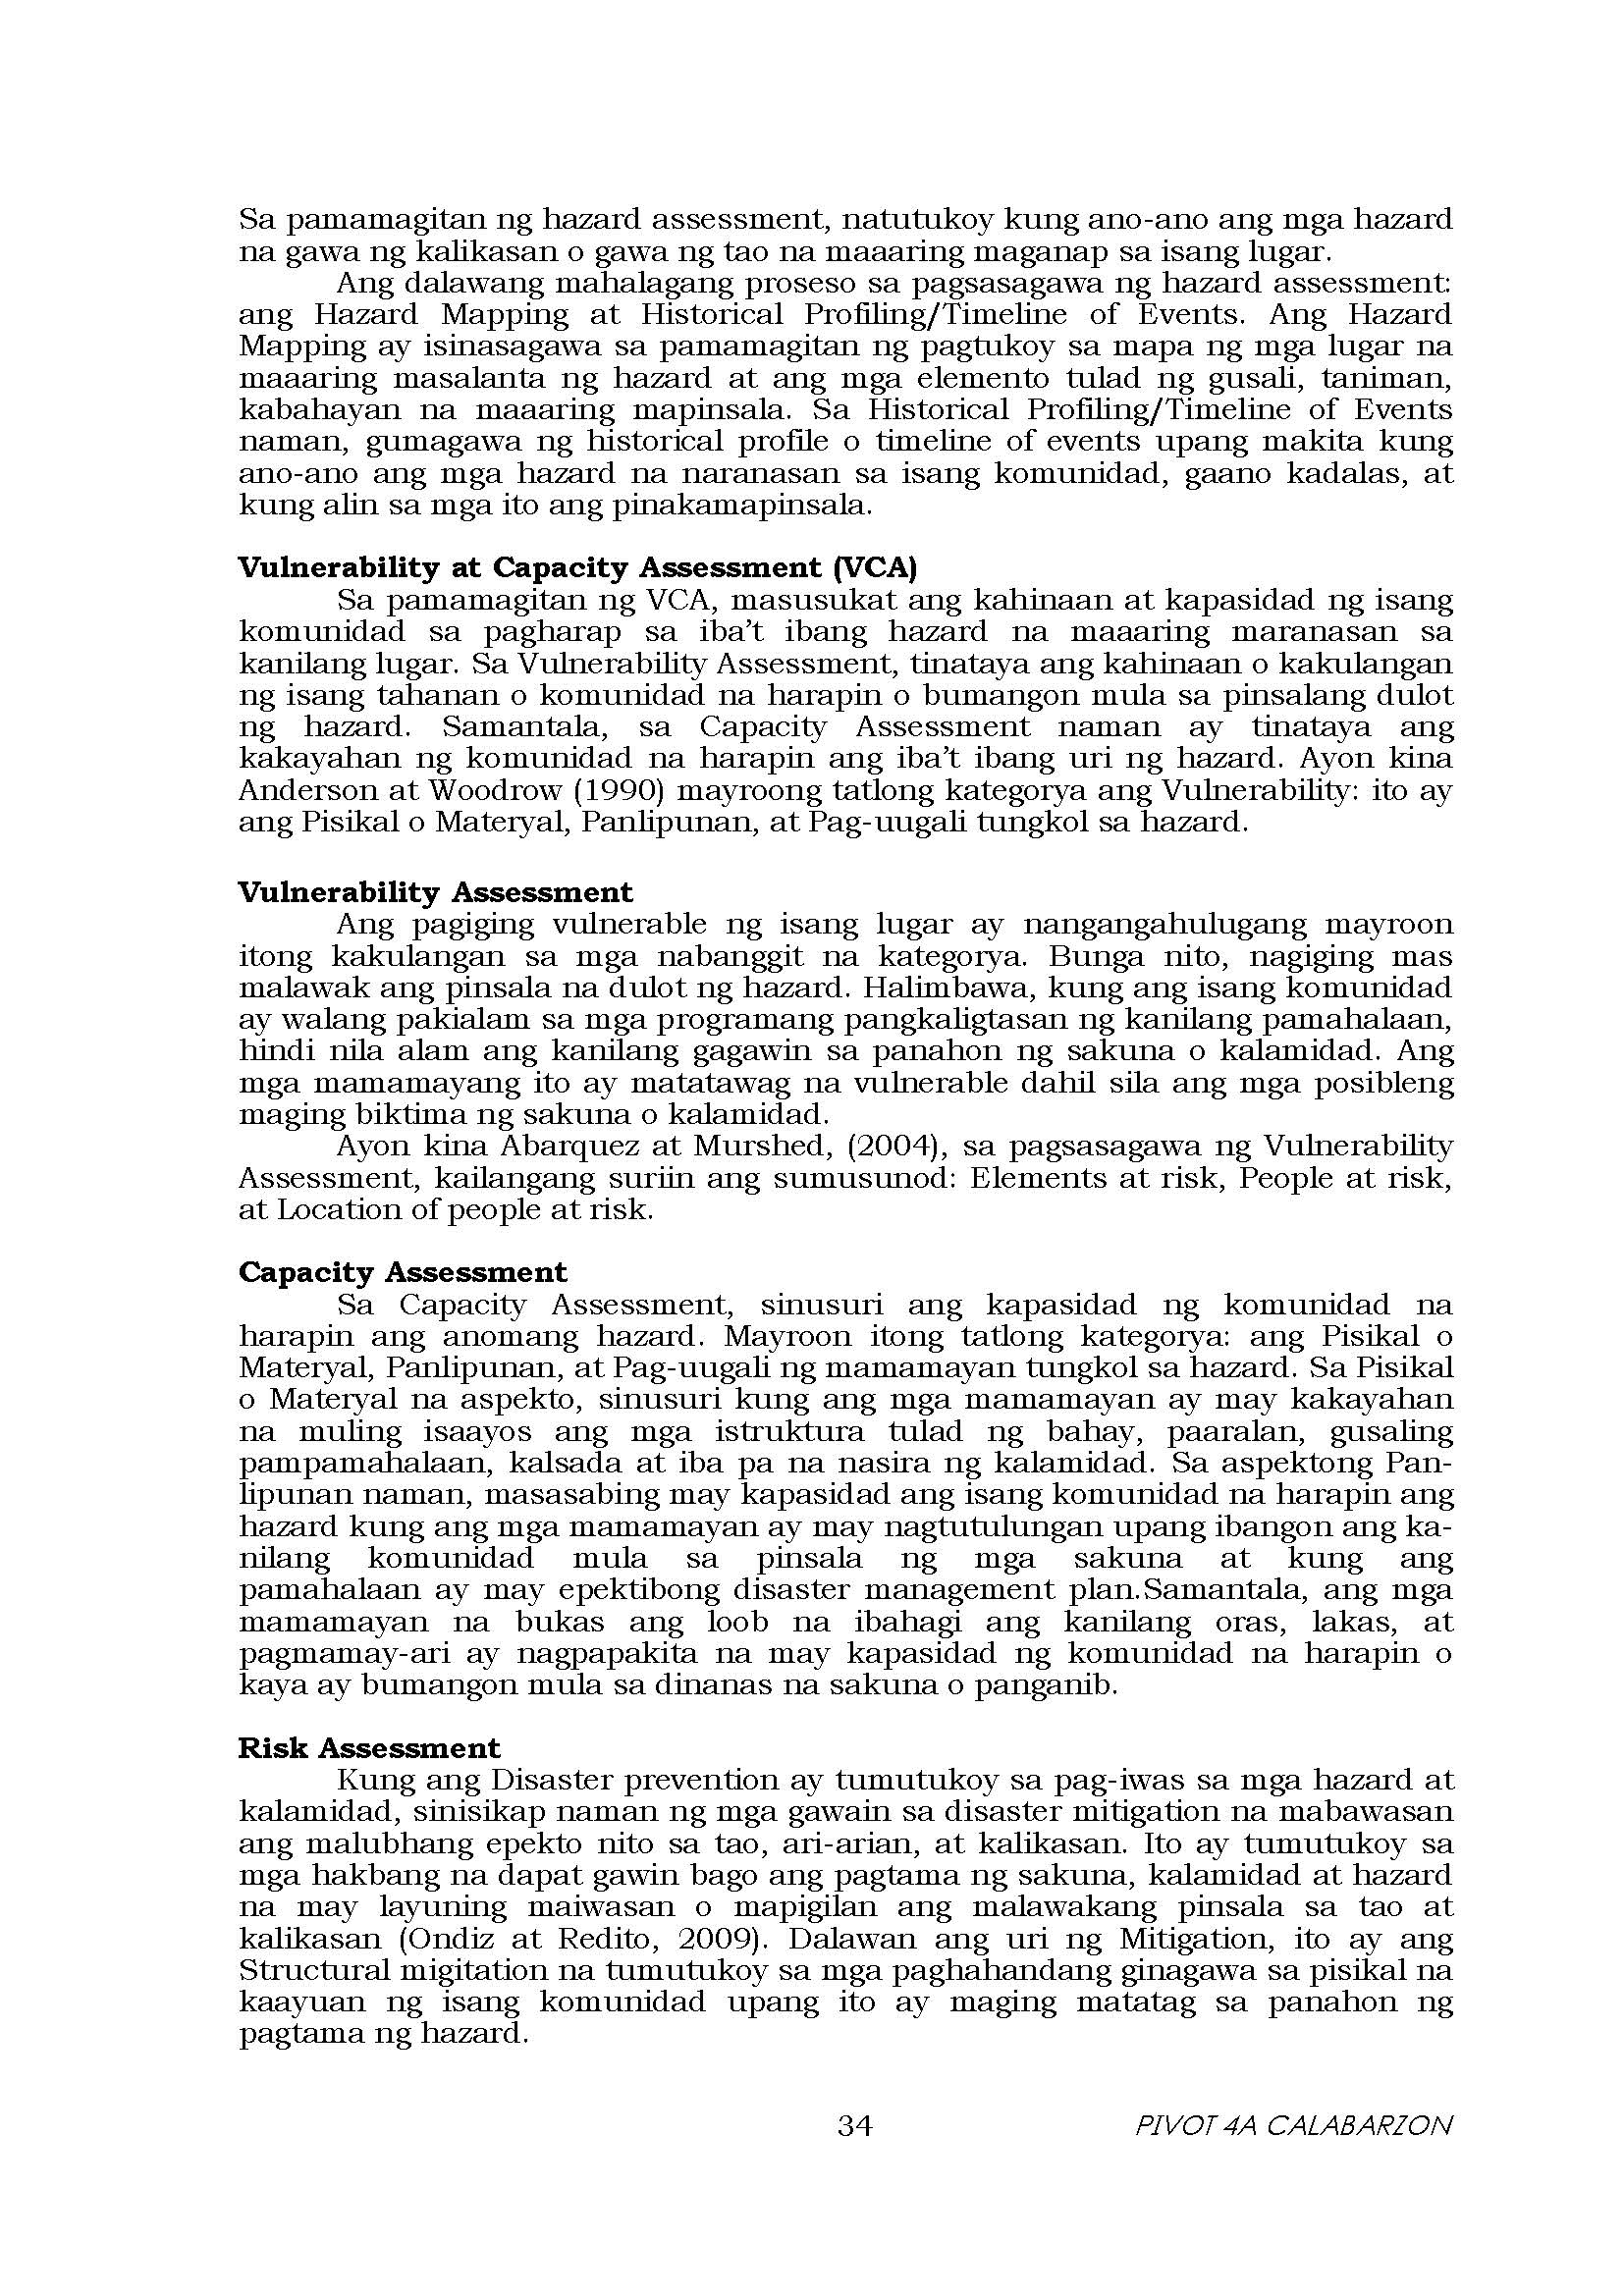 Sa pamamagitan ng hazard assessment, natutukoy kung ano-ano ang mga hazard
na gawa ng kalikasan o gawa ng tao na maaaring maganap sa isang lugar.
Ang dalawang mahalagang proseso sa pagsasagawa ng hazard assessment:
ang Hazard Mapping at Historical Profiling/Timeline of Events. Ang Hazard
Mapping ay isinasagawa sa pamamagitan ng pagtukoy sa mapa ng mga lugar na
maaaring masalanta ng hazard at ang mga elemento tulad ng gusali, taniman,
kabahayan na maaaring mapinsala. Sa Historical Profiling/Timeline of Events
naman, gumagawa ng historical profile o timeline of events upang makita kung
ano-ano ang mga hazard na naranasan sa isang komunidad, gaano kadalas, at
kung alin sa mga ito ang pinakamapinsala.
Vulnerability at Capacity Assessment (VCA)
Sa pamamagitan ng VCA, masusukat ang kahinaan at kapasidad ng isang
komunidad sa pagharap sa iba’t ibang hazard na maaaring maranasan sa
kanilang lugar. Sa Vulnerability Assessment, tinataya ang kahinaan o kakulangan
ng isang tahanan o komunidad na harapin o bumangon mula sa pinsalang dulot
ng hazard. Samantala, sa Capacity Assessment naman ay tinataya ang
kakayahan ng komunidad na harapin ang iba’t ibang uri ng hazard. Ayon kina
Anderson at Woodrow (1990) mayroong tatlong kategorya ang Vulnerability: ito ay
ang Pisikal o Materyal, Panlipunan, at Pag-uugali tungkol sa hazard.
Vulnerability Assessment
Ang pagiging vulnerable ng isang lugar ay nangangahulugang mayroon
itong kakulangan sa mga nabanggit na kategorya. Bunga nito, nagiging mas
malawak ang pinsala na dulot ng hazard. Halimbawa, kung ang isang komunidad
ay walang pakialam sa mga programang pangkaligtasan ng kanilang pamahalaan,
hindi nila alam ang kanilang gagawin sa panahon ng sakuna o kalamidad. Ang
mga mamamayang ito ay matatawag na vulnerable dahil sila ang mga posibleng
maging biktima ng sakuna o kalamidad.
Ayon kina Abarquez at Murshed, (2004), sa pagsasagawa ng Vulnerability
Assessment, kailangang suriin ang sumusunod: Elements at risk, People at risk,
at Location of people at risk.
Capacity Assessment
Sa Capacity Assessment, sinusuri ang kapasidad ng komunidad na
harapin ang anomang hazard. Mayroon itong tatlong kategorya: ang Pisikal o
Materyal, Panlipunan, at Pag-uugali ng mamamayan tungkol sa hazard. Sa Pisikal
o Materyal na aspekto, sinusuri kung ang mga mamamayan ay may kakayahan
na muling isaayos ang mga istruktura tulad ng bahay, paaralan, gusaling
pampamahalaan, kalsada at iba pa na nasira ng kalamidad. Sa aspektong Pan-
lipunan naman, masasabing may kapasidad ang isang komunidad na harapin ang
hazard kung ang mga mamamayan ay may nagtutulungan upang ibangon ang ka-
nilang komunidad mula sa pinsala ng mga sakuna at kung ang
pamahalaan ay may epektibong disaster management plan.Samantala, ang mga
mamamayan na bukas ang loob na ibahagi ang kanilang oras, lakas, at
pagmamay-ari ay nagpapakita na may kapasidad ng komunidad na harapin o
kaya ay bumangon mula sa dinanas na sakuna o panganib.
Risk Assessment
Kung ang Disaster prevention ay tumutukoy sa pag-iwas sa mga hazard at
kalamidad, sinisikap naman ng mga gawain sa disaster mitigation na mabawasan
ang malubhang epekto nito sa tao, ari-arian, at kalikasan. Ito ay tumutukoy sa
mga hakbang na dapat gawin bago ang pagtama ng sakuna, kalamidad at hazard
na may layuning maiwasan o mapigilan ang malawakang pinsala sa tao at
kalikasan (Ondiz at Redito, 2009). Dalawan ang uri ng Mitigation, ito ay ang
Structural migitation na tumutukoy sa mga paghahandang ginagawa sa pisikal na
kaayuan ng isang komunidad upang ito ay maging matatag sa panahon ng
pagtama ng hazard.
34 PIVOT 4A CALABARZON